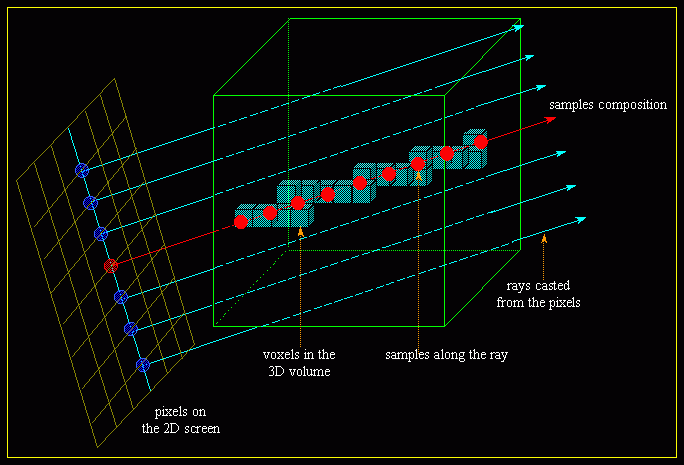 samples composition
rays casted
from the pixels
voxels in the
3D volume
samples along the ray
pixels on
the 2D screen